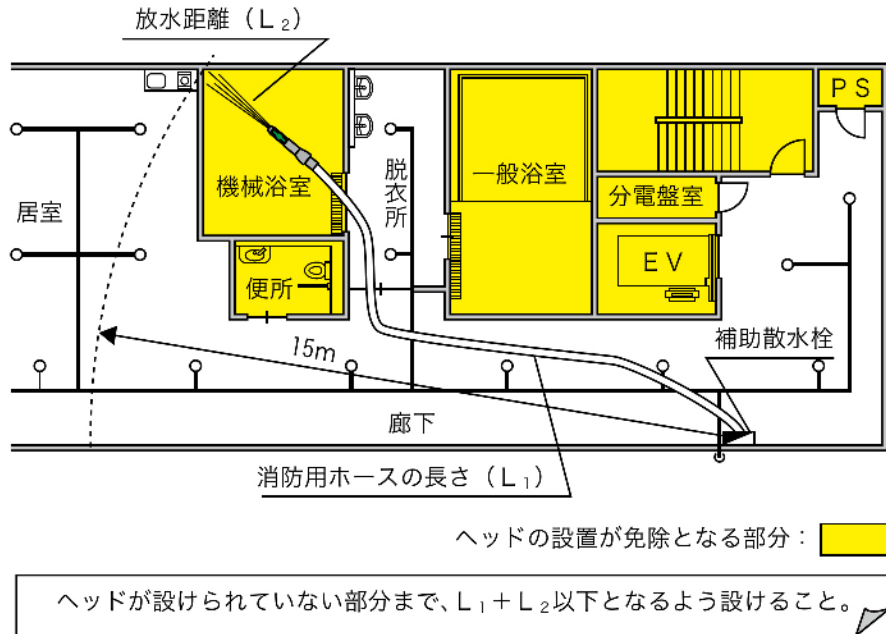 放水距離(L₂)
PS
機械浴室
脱衣所
一般浴室
居室
分電盤室
EV
便所
補助散水栓
15m
廊下
消防用ホースの長さ(L₁)
ヘッドの設置が免除となる部分:
ヘッドが設けられていない部分まで、L₁+L₂以下となるよう設けること。